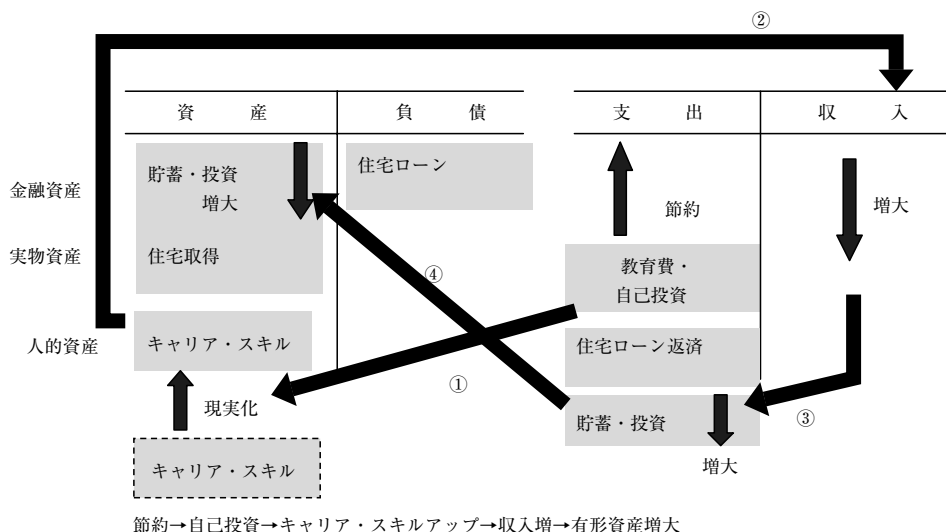 ②
資産 負債 支出 収入
金融資産
貯蓄・投資
増大
住宅ローン
節約
増大
実物資産
住宅取得
④
教育費・
自己投資
人的資産
キャリア・スキル
住宅ローン返済
①
現実化
貯蓄・投資
③
増大
キャリア・スキル
節約→自己投資→キャリア・スキルアップ→収入増→有形資産増大